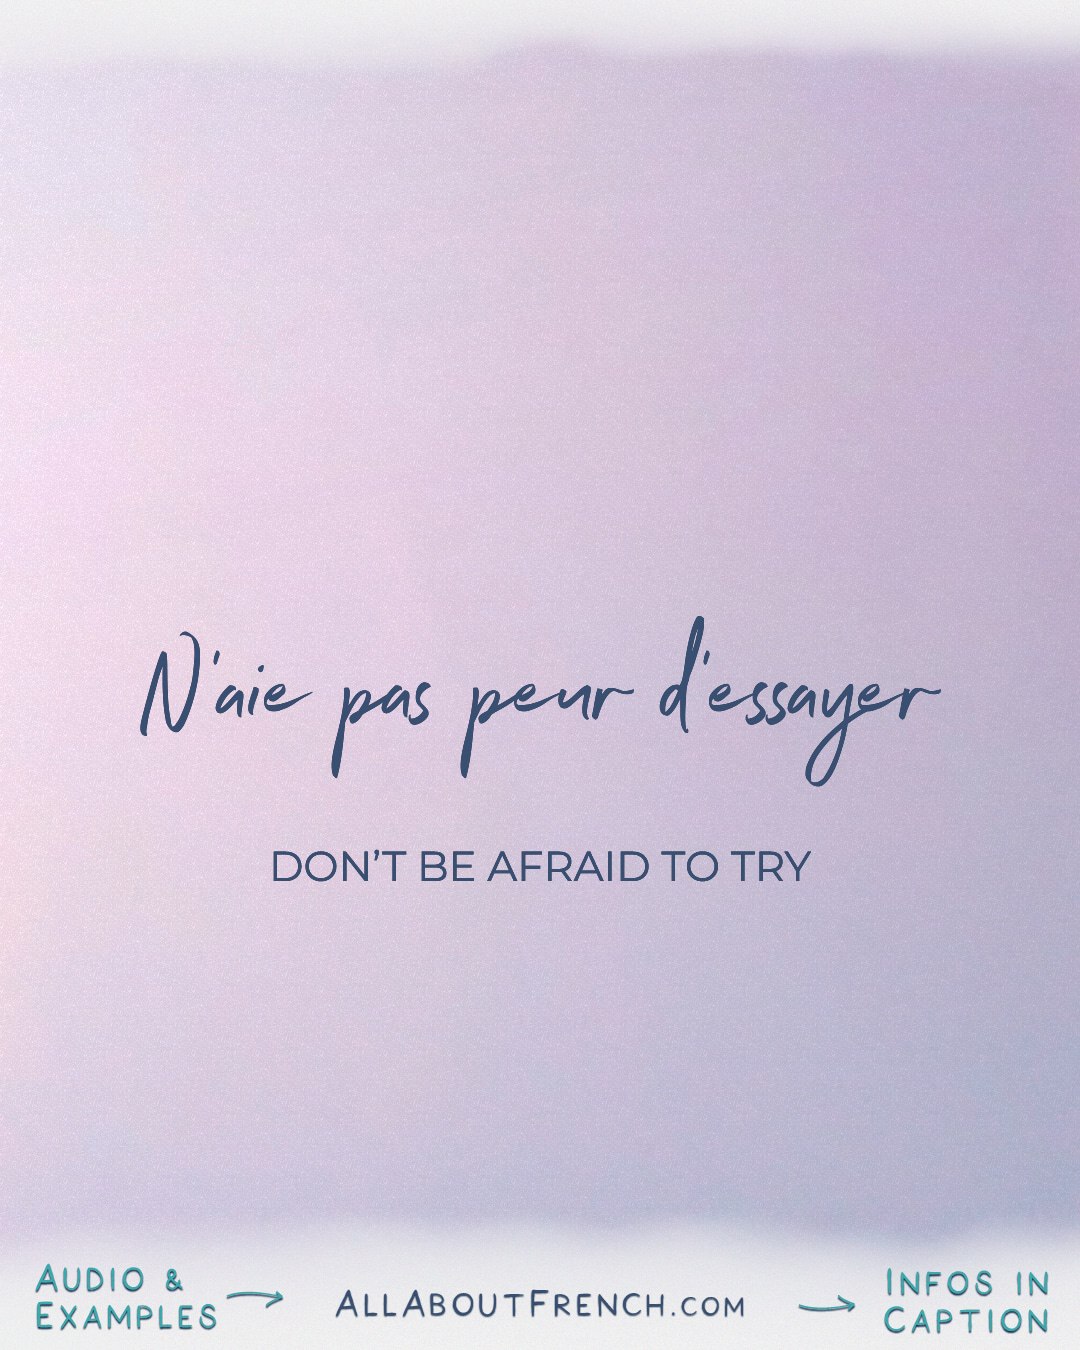 N'aie pas peur d'essayer
DON'T BE AFRAID TO TRY
AUDIO &
EXAMPLES
ALLABOUTFRENCH.COM
INFOS IN
CAPTION